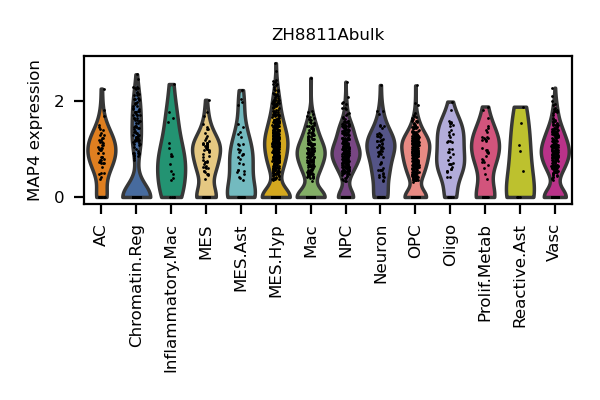 ZH8811Abulk
MAP4 expression
2
0
AC
Chromatin.Reg
Inflammatory.Mac
MES
MES.Ast
MES.Hyp
Mac
NPC
Neuron
OPC
Oligo
Prolif.Metab
Reactive.Ast
Vasc